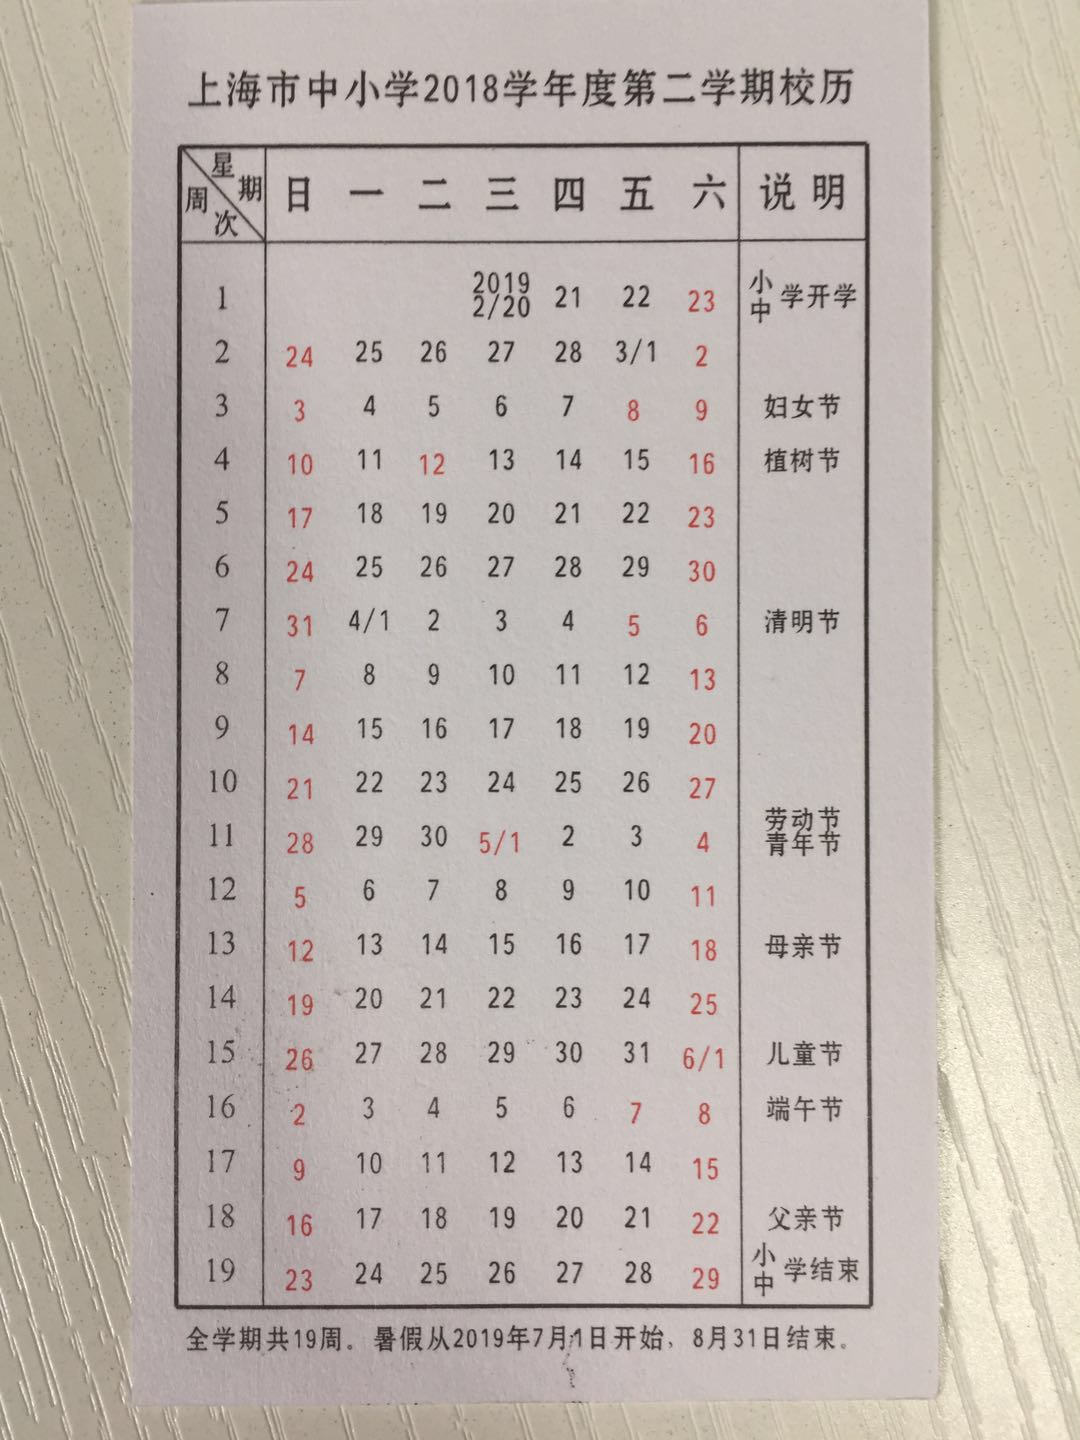 上海市中小学2018学年度第二学期校历
星期 周次 日 一 二 三 四 五 六 说明
1 2019 2/20 21 22 23 小中学开学
2 24 25 26 27 28 3/1 2
3 3 4 5 6 7 8 9 妇女节
4 10 11 12 13 14 15 16 植树节
5 17 18 19 20 21 22 23
6 24 25 26 27 28 29 30
7 31 4/1 2 3 4 5 6 清明节
8 7 8 9 10 11 12 13
9 14 15 16 17 18 19 20
10 21 22 23 24 25 26 27
11 28 29 30 5/1 2 3 4 劳动节 青年节
12 5 6 7 8 9 10 11
13 12 13 14 15 16 17 18 母亲节
14 19 20 21 22 23 24 25
15 26 27 28 29 30 31 6/1 儿童节
16 2 3 4 5 6 7 8 端午节
17 9 10 11 12 13 14 15
18 16 17 18 19 20 21 22 父亲节
19 23 24 25 26 27 28 29 小中学结束
全学期共19周。暑假从2019年7月1日开始，8月31日结束。